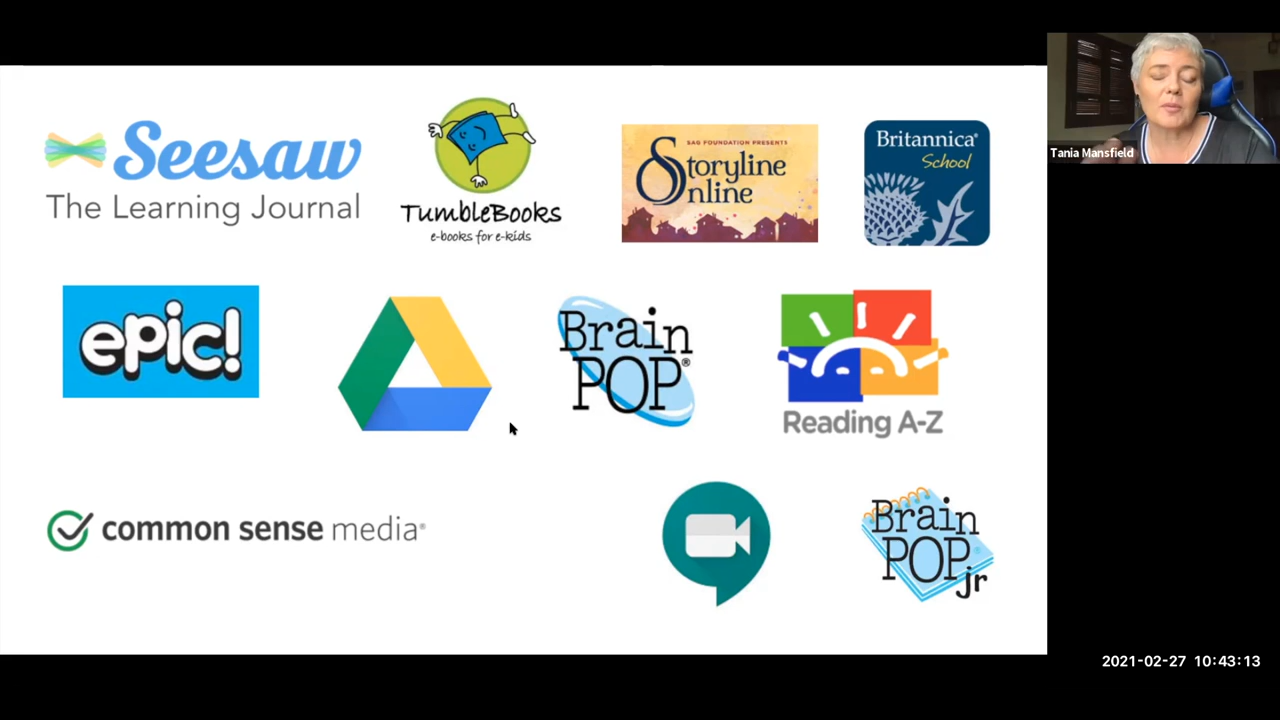 Seesaw
The Learning Journal
TumbleBooks
e-books for e-kids
SAG FOUNDATION PRESENTS
Storyline
Online
Britannica®
School
Tania Mansfield
epic!
Brain
POP®
Reading A-Z
common sense media®
Brain
POP
jr
2021-02-27 10:43:13